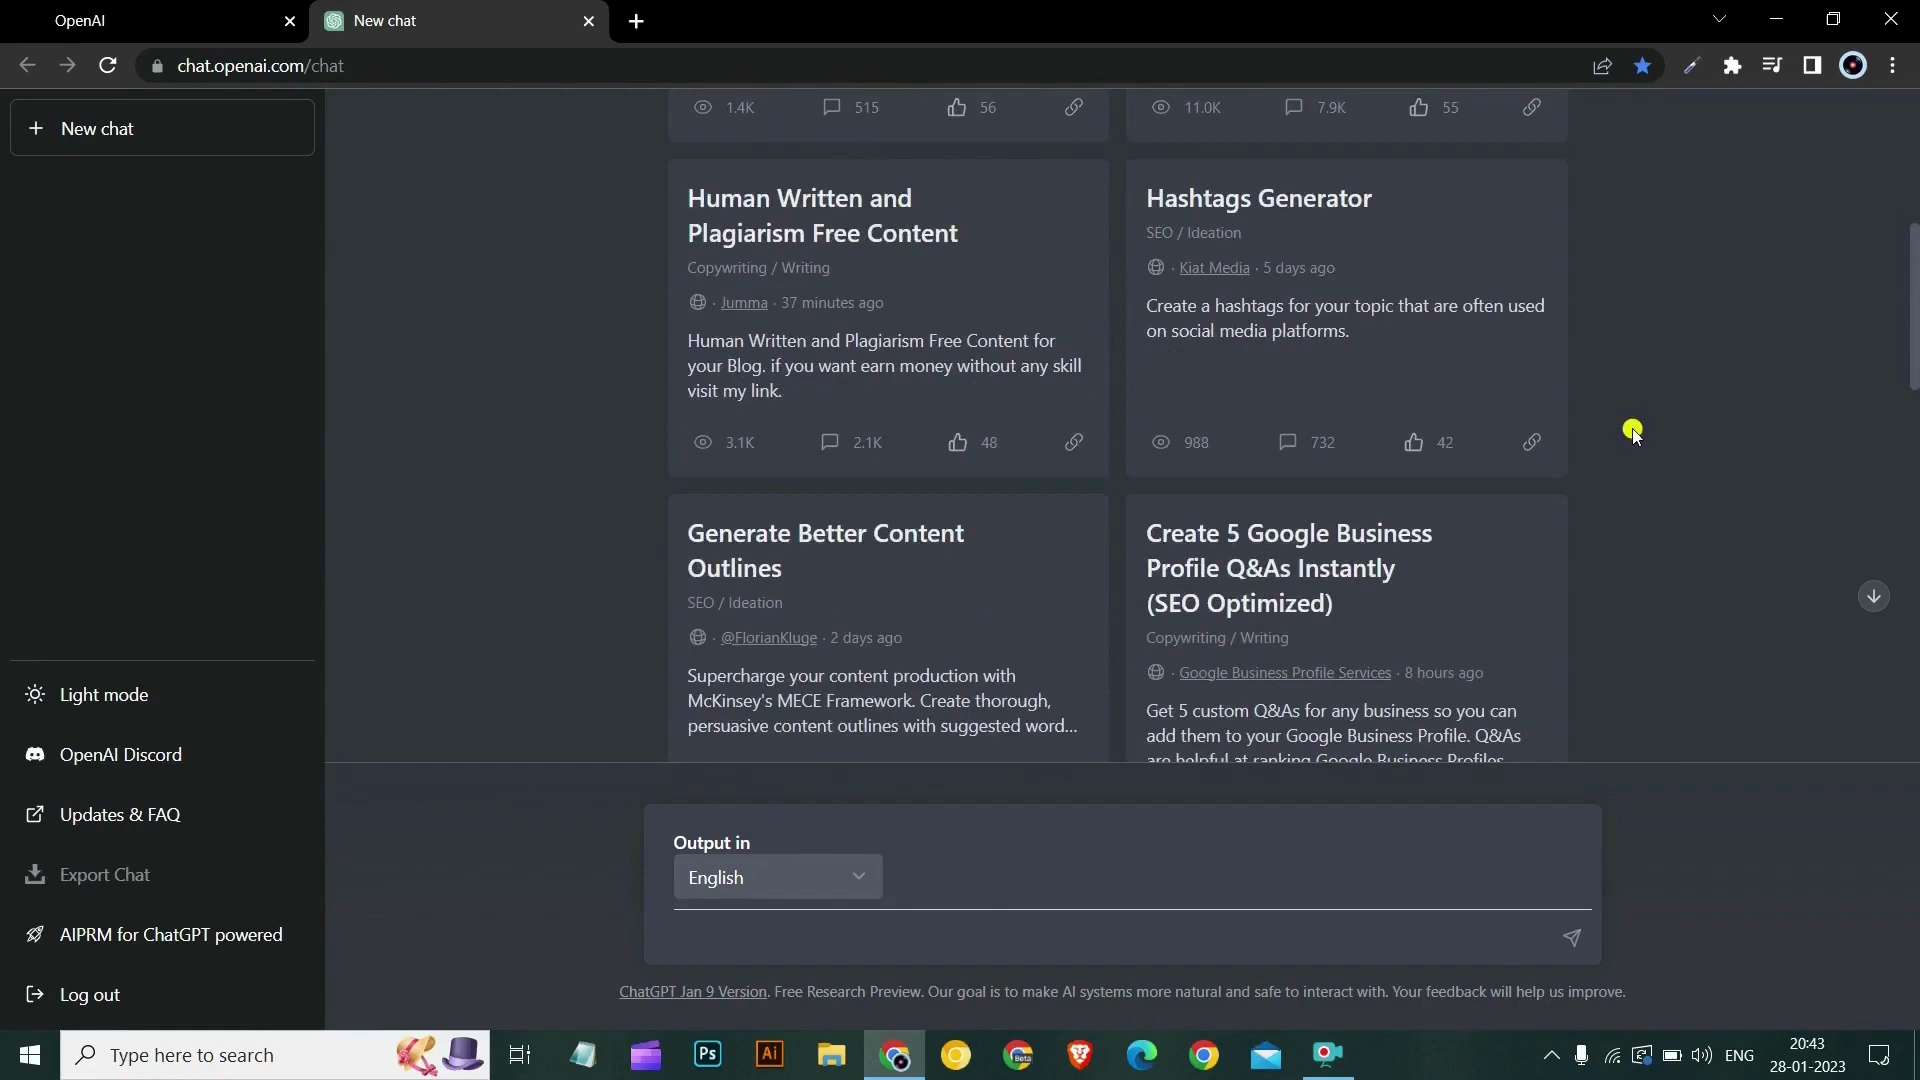 OpenAI
New chat
chat.openai.com/chat
New chat
1.4K 515 56
11.0K 7.9K 55
Human Written and
Plagiarism Free Content
Copywriting / Writing
· Jumma · 37 minutes ago
Human Written and Plagiarism Free Content for
your Blog. if you want earn money without any skill
visit my link.
3.1K 2.1K 48
Hashtags Generator
SEO / Ideation
· Kiat Media · 5 days ago
Create a hashtags for your topic that are often used
on social media platforms.
988 732 42
Generate Better Content
Outlines
SEO / Ideation
· @FlorianKluge · 2 days ago
Supercharge your content production with
McKinsey's MECE Framework. Create thorough,
persuasive content outlines with suggested word...
Create 5 Google Business
Profile Q&As Instantly
(SEO Optimized)
Copywriting / Writing
· Google Business Profile Services · 8 hours ago
Get 5 custom Q&As for any business so you can
add them to your Google Business Profile. Q&As
are helpful at ranking Google Business Profiles
Light mode
OpenAI Discord
Updates & FAQ
Export Chat
AIPRM for ChatGPT powered
Log out
Output in
English
ChatGPT Jan 9 Version. Free Research Preview. Our goal is to make AI systems more natural and safe to interact with. Your feedback will help us improve.
Type here to search
Ps
Ai
Beta
ENG
20:43
28-01-2023